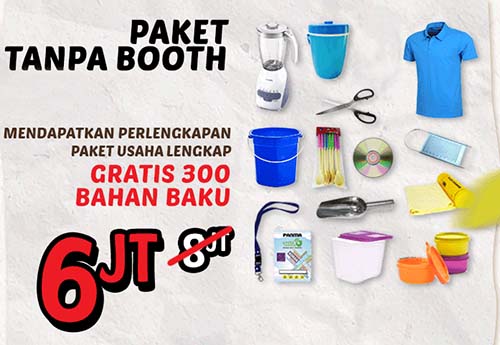 PAKET
TANPA BOOTH
MENDAPATKAN PERLENGKAPAN
PAKET USAHA LENGKAP
GRATIS 300
BAHAN BAKU
6JT 8JT